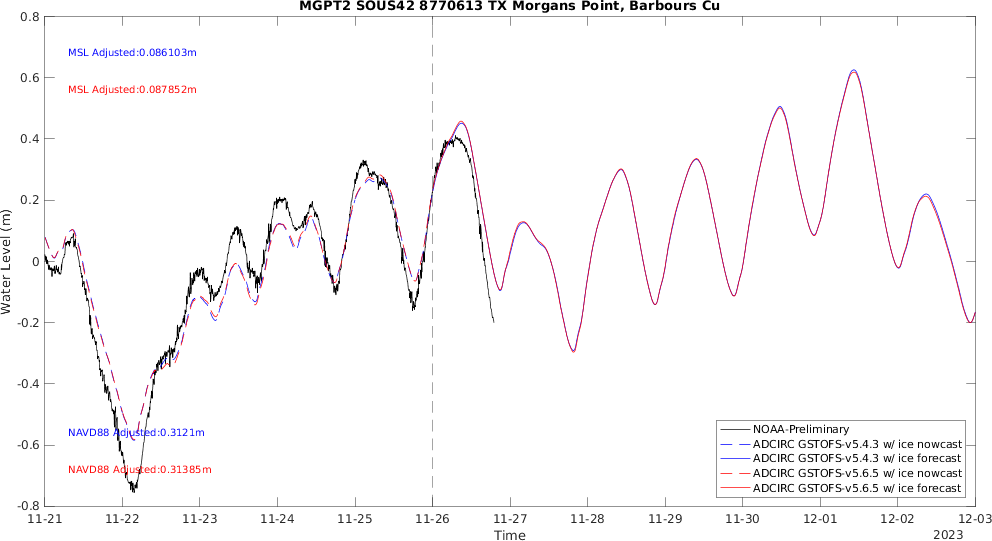 MGPT2 SOUS42 8770613 TX Morgans Point, Barbours Cu
0.8
0.6
0.4
0.2
0
-0.2
-0.4
-0.6
-0.8
Water Level (m)
MSL Adjusted:0.086103m
MSL Adjusted:0.087852m
NAVD88 Adjusted:0.3121m
NAVD88 Adjusted:0.31385m
NOAA-Preliminary
ADCIRC GSTOFS-v5.4.3 w/ ice nowcast
ADCIRC GSTOFS-v5.4.3 w/ ice forecast
ADCIRC GSTOFS-v5.6.5 w/ ice nowcast
ADCIRC GSTOFS-v5.6.5 w/ ice forecast
11-21 11-22 11-23 11-24 11-25 11-26 11-27 11-28 11-29 11-30 12-01 12-02 12-03
Time
2023